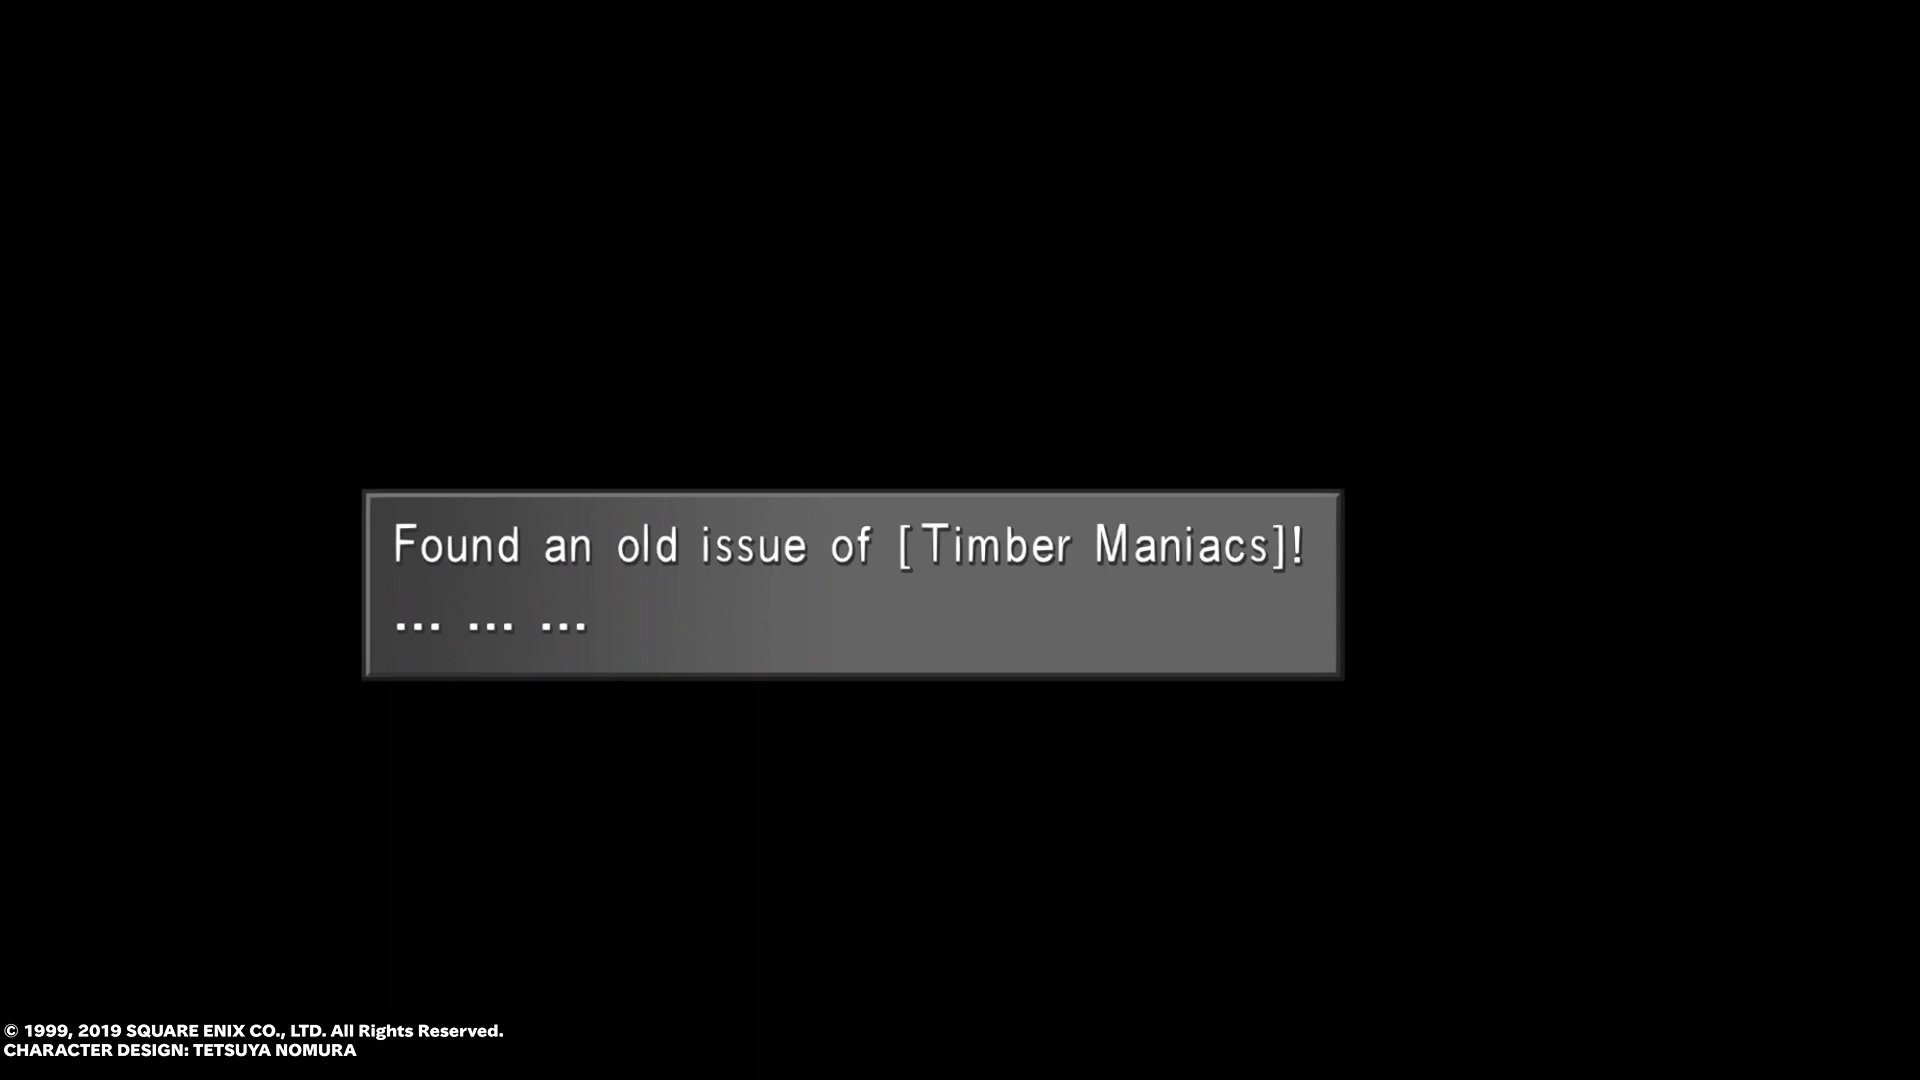 Found an old issue of [Timber Maniacs]!
... ... ...
© 1999, 2019 SQUARE ENIX CO., LTD. All Rights Reserved.
CHARACTER DESIGN: TETSUYA NOMURA